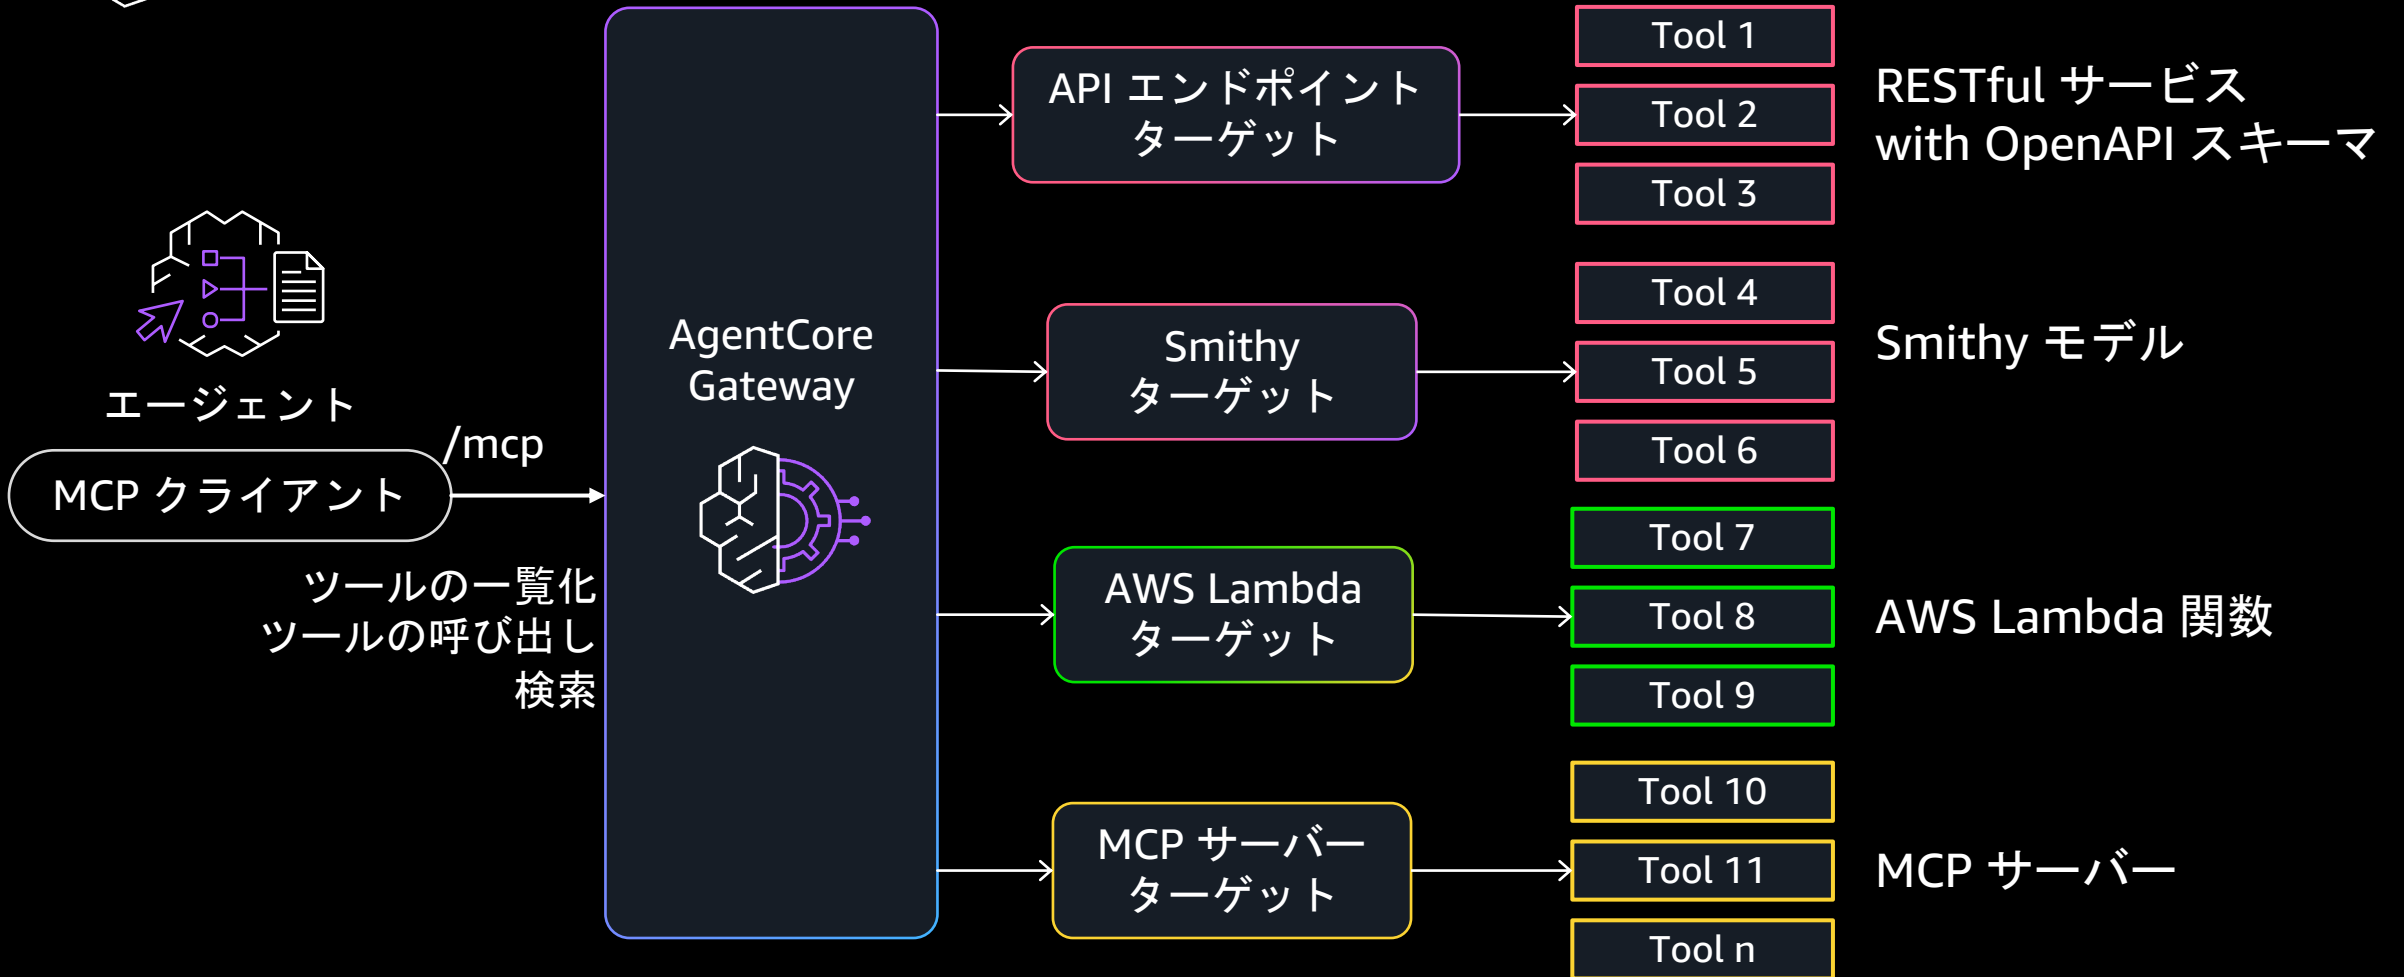 エージェント
MCP クライアント
/mcp
ツールの一覧化
ツールの呼び出し
検索
AgentCore
Gateway
API エンドポイント
ターゲット
Smithy
ターゲット
AWS Lambda
ターゲット
MCP サーバー
ターゲット
Tool 1
Tool 2
Tool 3
RESTful サービス
with OpenAPI スキーマ
Tool 4
Tool 5
Tool 6
Smithy モデル
Tool 7
Tool 8
Tool 9
AWS Lambda 関数
Tool 10
Tool 11
Tool n
MCP サーバー